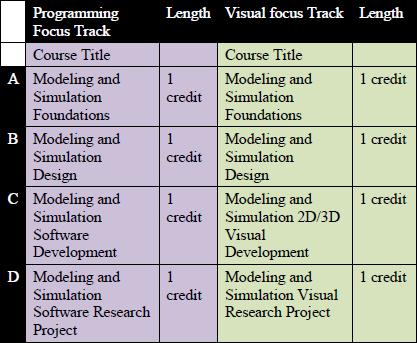 Programming Focus Track Length Visual focus Track Length
Course Title Course Title
A Modeling and Simulation Foundations 1 credit Modeling and Simulation Foundations 1 credit
B Modeling and Simulation Design 1 credit Modeling and Simulation Design 1 credit
C Modeling and Simulation Software Development 1 credit Modeling and Simulation 2D/3D Visual Development 1 credit
D Modeling and Simulation Software Research Project 1 credit Modeling and Simulation Visual Research Project 1 credit